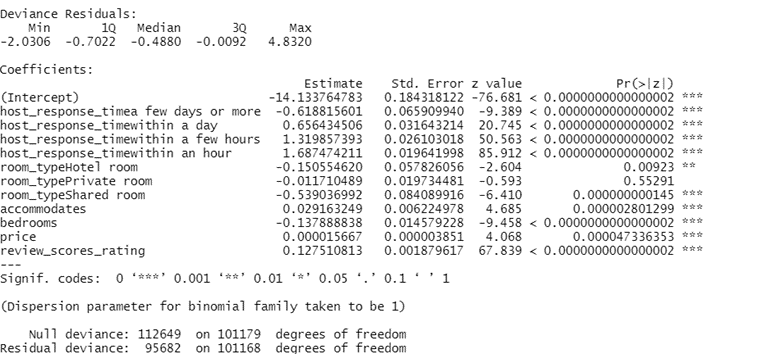 Deviance Residuals:
Min 1Q Median 3Q Max
-2.0306 -0.7022 -0.4880 -0.0092 4.8320
Coefficients:
Estimate Std. Error z value Pr(>|z|)
(Intercept) -14.133764783 0.184318122 -76.681 < 0.0000000000000002 ***
host_response_timea few days or more -0.618815601 0.065909940 -9.389 < 0.0000000000000002 ***
host_response_timewithin a day 0.656434506 0.031643214 20.745 < 0.0000000000000002 ***
host_response_timewithin a few hours 1.319857393 0.026103018 50.563 < 0.0000000000000002 ***
host_response_timewithin an hour 1.687474211 0.019641998 85.912 < 0.0000000000000002 ***
room_typeHotel room -0.150554620 0.057826056 -2.604 0.00923 **
room_typePrivate room -0.011710489 0.019734481 -0.593 0.55291
room_typeShared room -0.539036992 0.084089916 -6.410 0.000000000145 ***
accommodates 0.029163249 0.006224978 4.685 0.000002801299 ***
bedrooms -0.137888838 0.014579228 -9.458 < 0.0000000000000002 ***
price 0.000015667 0.000003851 4.068 0.000047336353 ***
review_scores_rating 0.127510813 0.001879617 67.839 < 0.0000000000000002 ***
---
Signif. codes: 0 ‘***’ 0.001 ‘**’ 0.01 ‘*’ 0.05 ‘.’ 0.1 ‘ ’ 1
(Dispersion parameter for binomial family taken to be 1)
Null deviance: 112649 on 101179 degrees of freedom
Residual deviance: 95682 on 101168 degrees of freedom